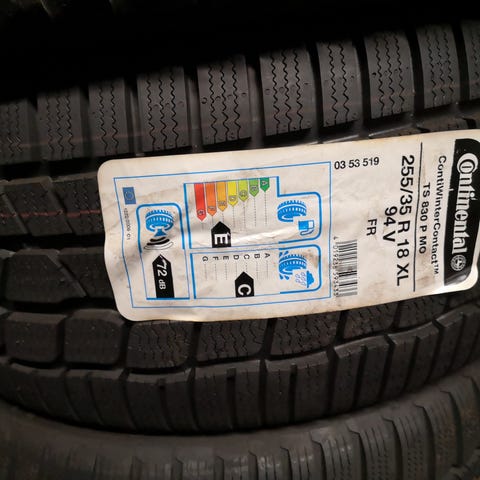 Continental
ContiWinterContact™
TS 830 P MO
255/35 R 18 XL
94 V
FR
03 53 519
A
E
A
B
C
D
E
F
G
C
72 dB